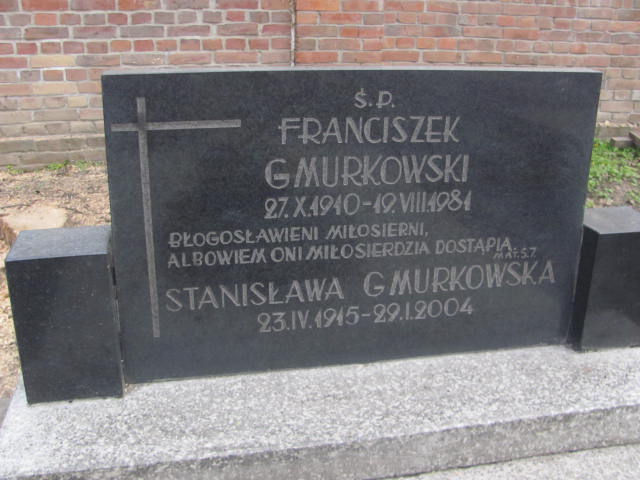 Ś.P.
FRANCISZEK
GMURKOWSKI
27.X.1910-19.VIII.1981
BŁOGOSŁAWIENI MIŁOSIERNI,
ALBOWIEM ONI MIŁOSIERDZIA DOSTĄPIĄ.
MAT.5.7.
STANISŁAWA GMURKOWSKA
23.IV.1915-29.I.2004